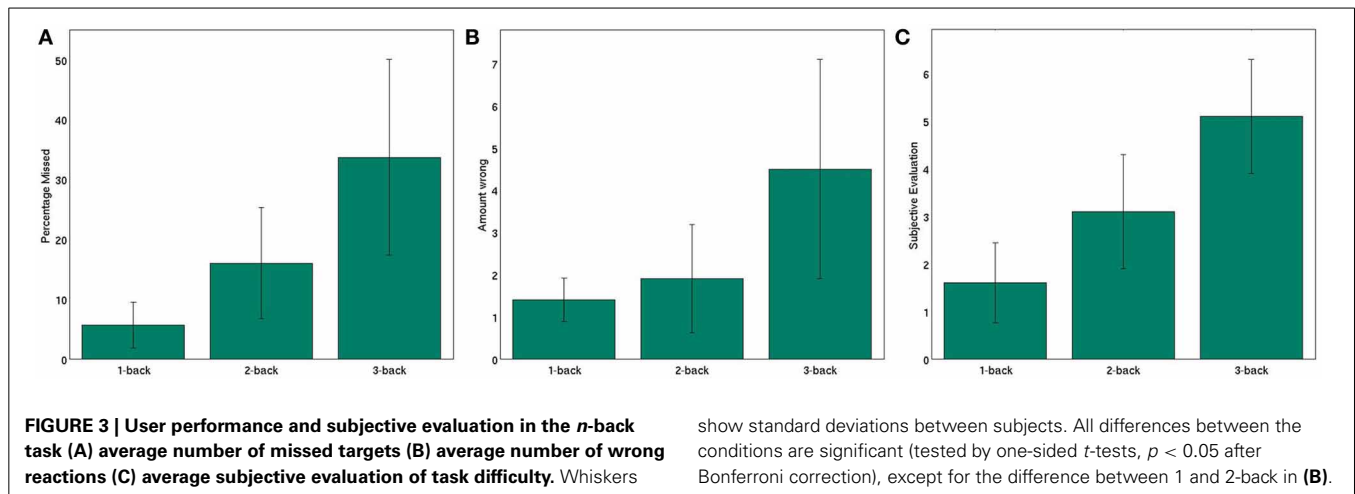 A
B
C
50
40
30
20
10
0
Percentage Missed
1-back
2-back
3-back
7
6
5
4
3
2
1
0
Amount wrong
1-back
2-back
3-back
6
5
4
3
2
1
0
Subjective Evaluation
1-back
2-back
3-back
FIGURE 3 | User performance and subjective evaluation in the n-back
task (A) average number of missed targets (B) average number of wrong
reactions (C) average subjective evaluation of task difficulty. Whiskers
show standard deviations between subjects. All differences between the
conditions are significant (tested by one-sided t-tests, p < 0.05 after
Bonferroni correction), except for the difference between 1 and 2-back in (B).